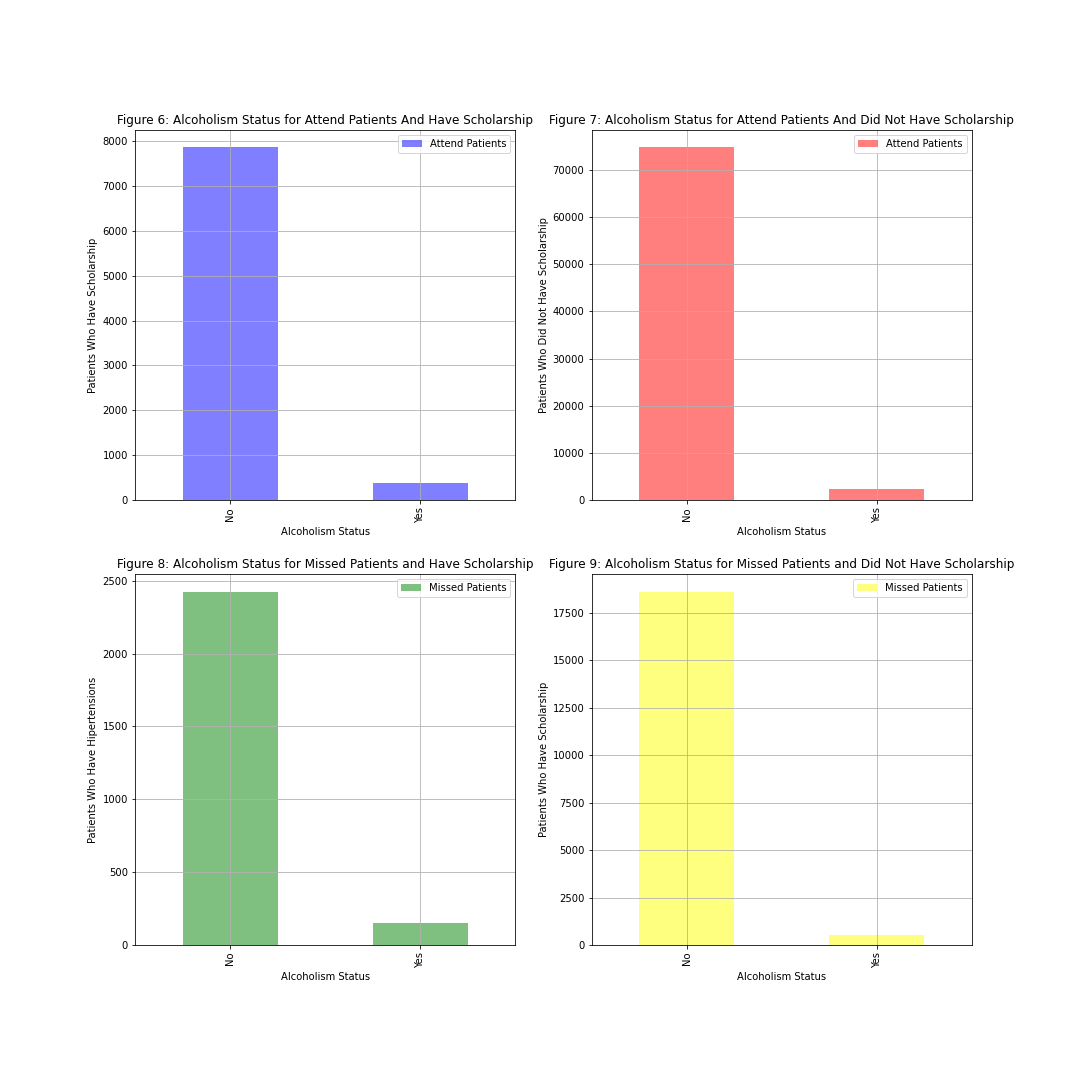 Figure 6: Alcoholism Status for Attend Patients And Have Scholarship
Attend Patients
8000
7000
6000
5000
4000
3000
2000
1000
0
Patients Who Have Scholarship
No
Yes
Alcoholism Status
Figure 7: Alcoholism Status for Attend Patients And Did Not Have Scholarship
Attend Patients
70000
60000
50000
40000
30000
20000
10000
0
Patients Who Did Not Have Scholarship
No
Yes
Alcoholism Status
Figure 8: Alcoholism Status for Missed Patients and Have Scholarship
Missed Patients
2500
2000
1500
1000
500
0
Patients Who Have Hipertensions
No
Yes
Alcoholism Status
Figure 9: Alcoholism Status for Missed Patients and Did Not Have Scholarship
Missed Patients
17500
15000
12500
10000
7500
5000
2500
0
Patients Who Have Scholarship
No
Yes
Alcoholism Status